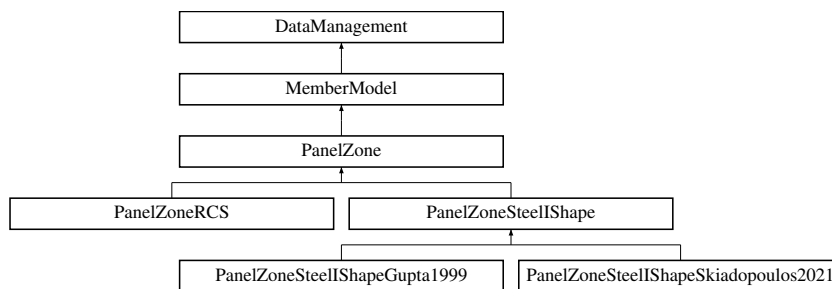 DataManagement
MemberModel
PanelZone
PanelZoneRCS
PanelZoneSteelIShape
PanelZoneSteelIShapeGupta1999
PanelZoneSteelIShapeSkiadopoulos2021